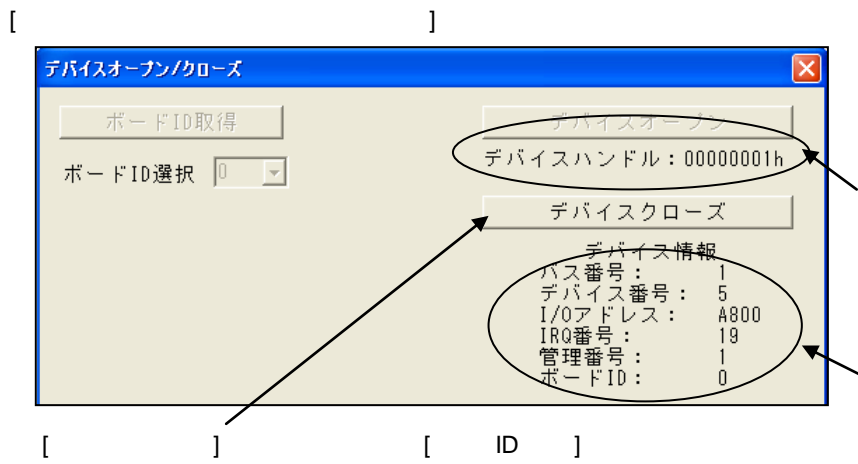 [ ]
デバイスオープン/クローズ
ボードID取得
デバイスオープン
デバイスハンドル：00000001h
ボードID選択 0
デバイスクローズ
デバイス情報
バス番号： 1
デバイス番号： 5
I/Oアドレス： A800
IRQ番号： 19
管理番号： 1
ボードID： 0
[ ] [ ID ]